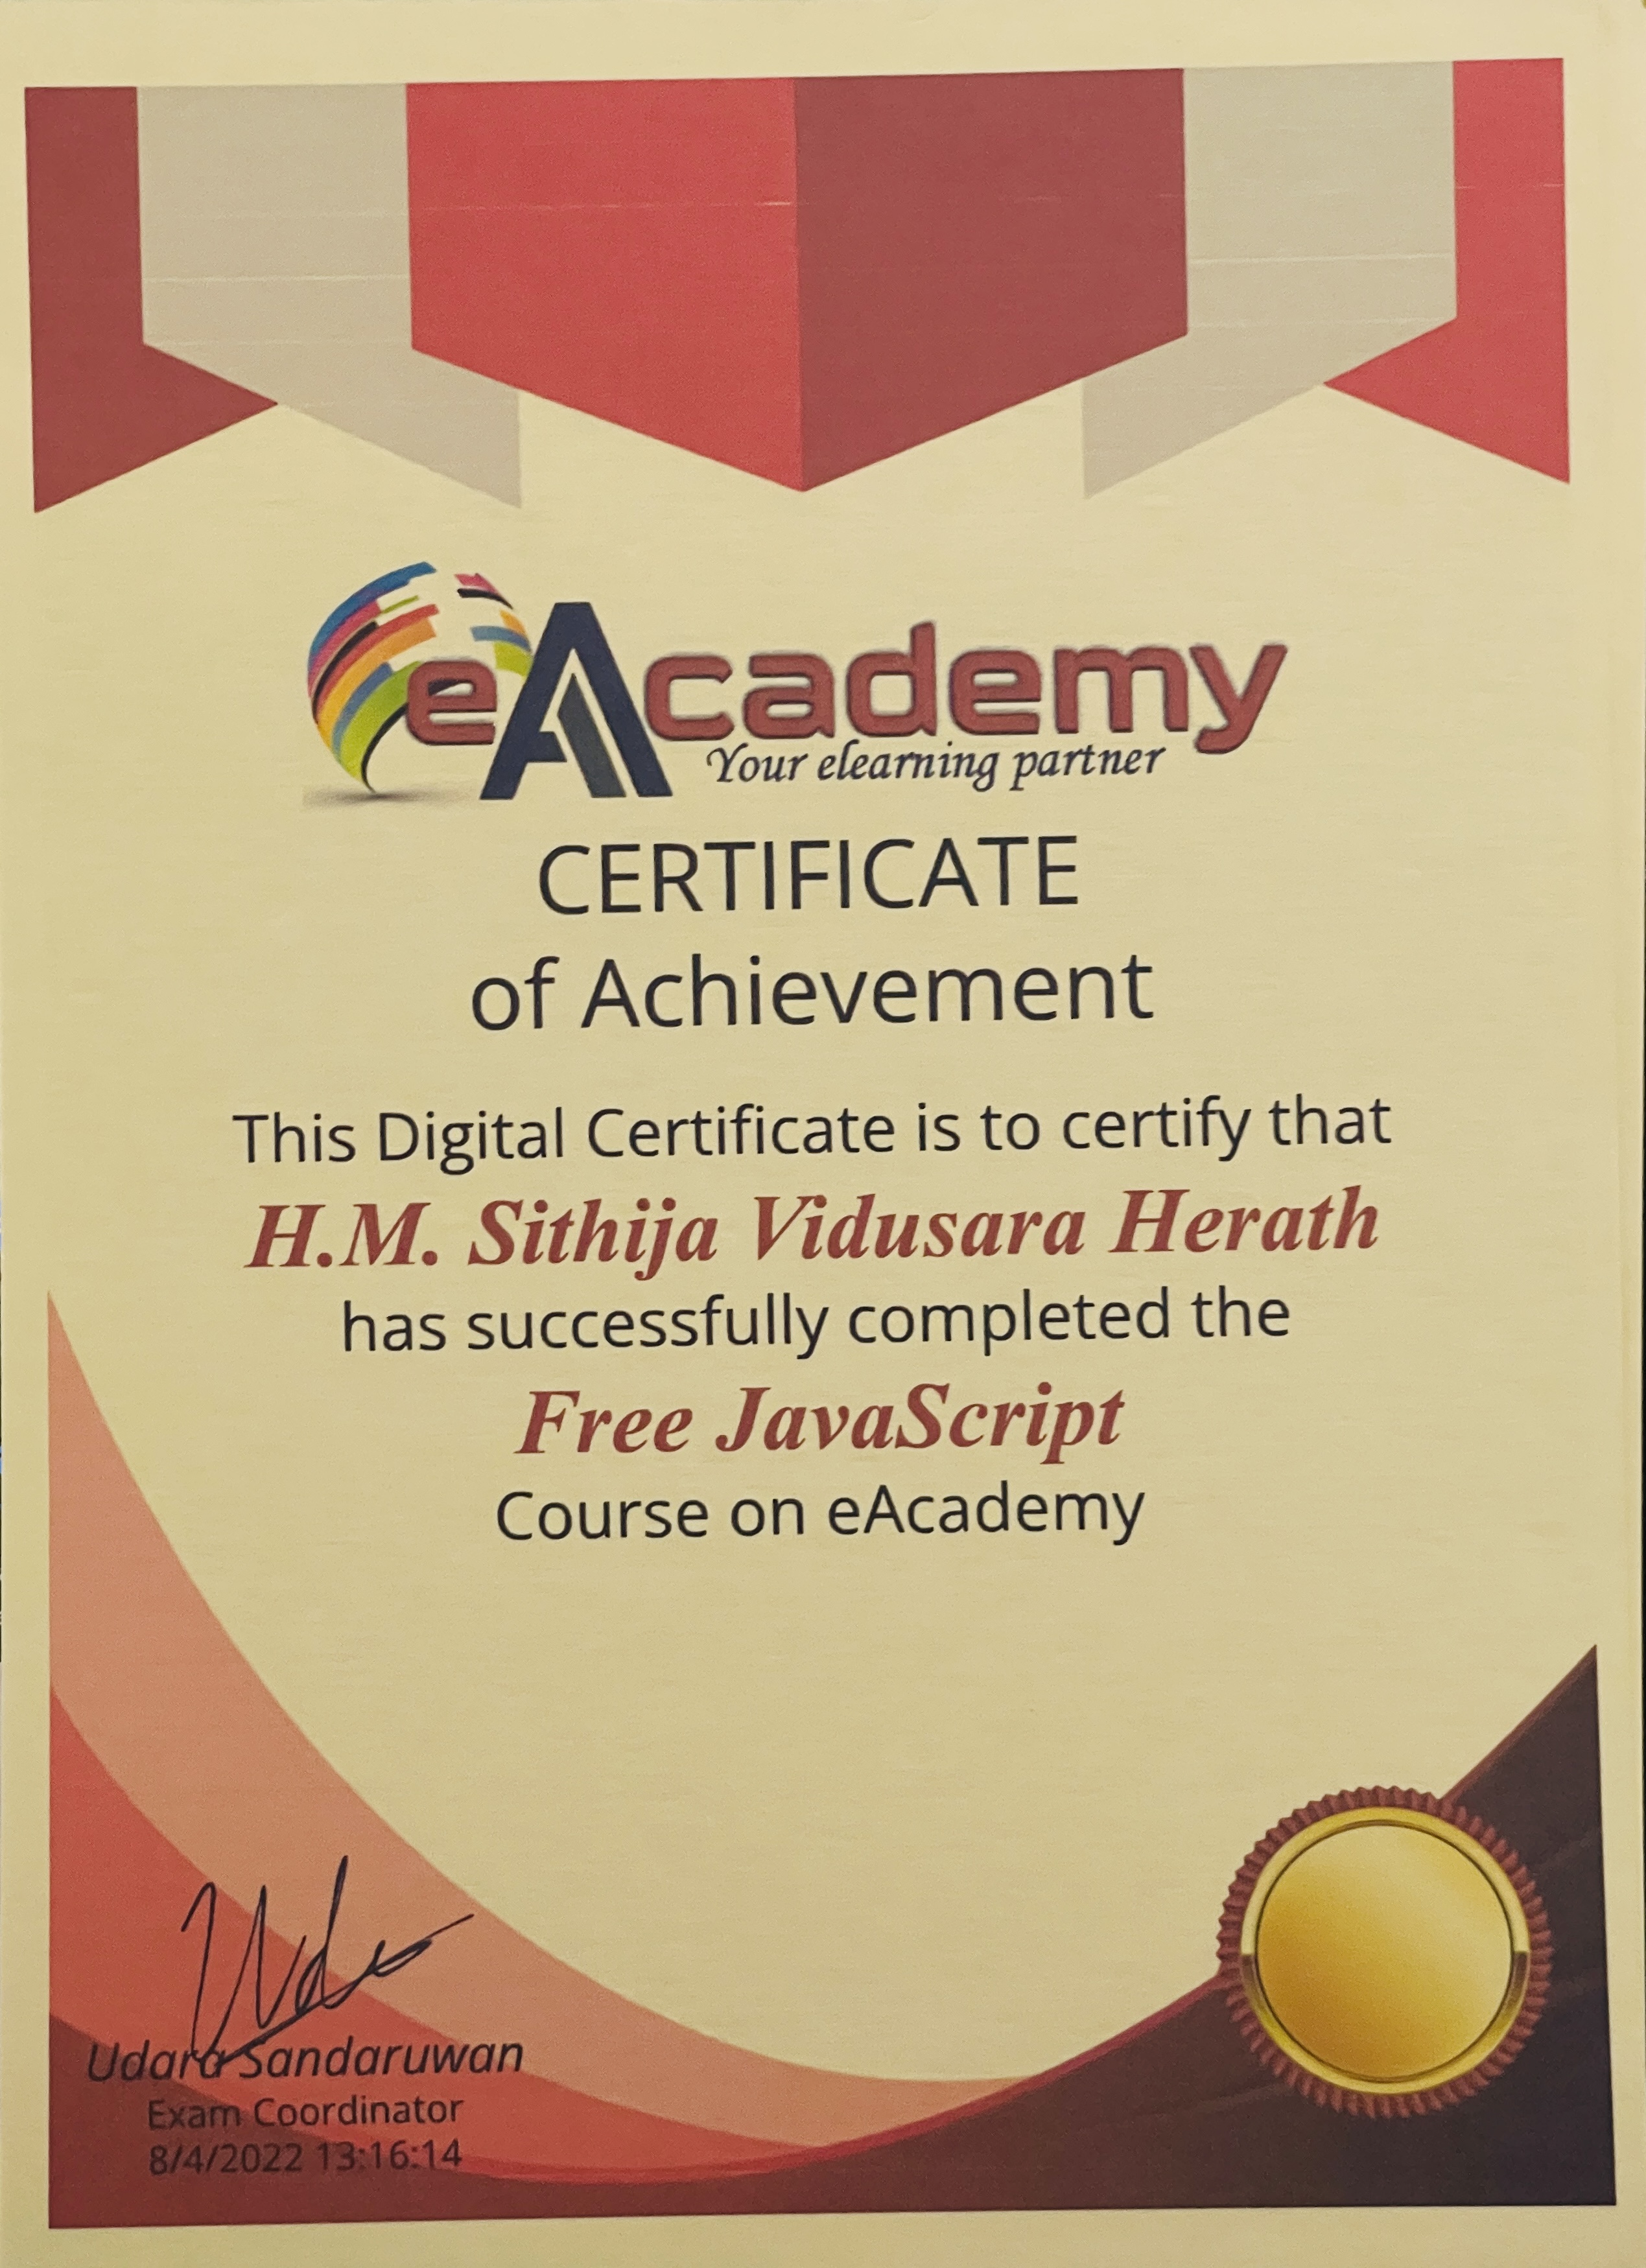 eAcademy
Your elearning partner
CERTIFICATE
of Achievement
This Digital Certificate is to certify that
H.M. Sithija Vidusara Herath
has successfully completed the
Free JavaScript
Course on eAcademy
Udara Sandaruwan
Exam Coordinator
8/4/2022 13:16:14